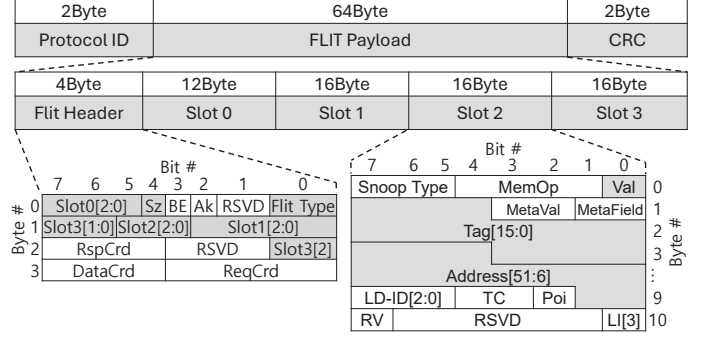 2Byte 64Byte 2Byte
Protocol ID FLIT Payload CRC
4Byte 12Byte 16Byte 16Byte 16Byte
Flit Header Slot 0 Slot 1 Slot 2 Slot 3
Bit #
7 6 5 4 3 2 1 0
Byte #
0 Slot0[2:0] Sz BE Ak RSVD Flit Type
1 Slot3[1:0] Slot2[2:0] Slot1[2:0]
2 RspCrd RSVD Slot3[2]
3 DataCrd ReqCrd
Bit #
7 6 5 4 3 2 1 0
Snoop Type MemOp Val 0
MetaVal MetaField 1
Tag[15:0] 2
3
Address[51:6] ⋮
LD-ID[2:0] TC Poi 9
RV RSVD LI[3] 10
Byte #